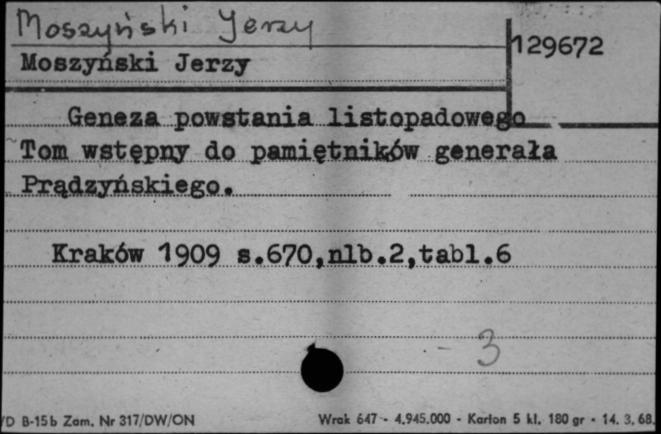 Moszyński Jerzy
129672
Moszyński Jerzy
Geneza powstania listopadowego
Tom wstępny do pamiętników generała
Prądzyńskiego.
Kraków 1909 s.670,nlb.2,tabl.6
3
/D B-15b Zam. Nr 317/DW/ON
Wrak 647 - 4.945.000 - Karton 5 kl. 180 gr - 14. 3. 68.